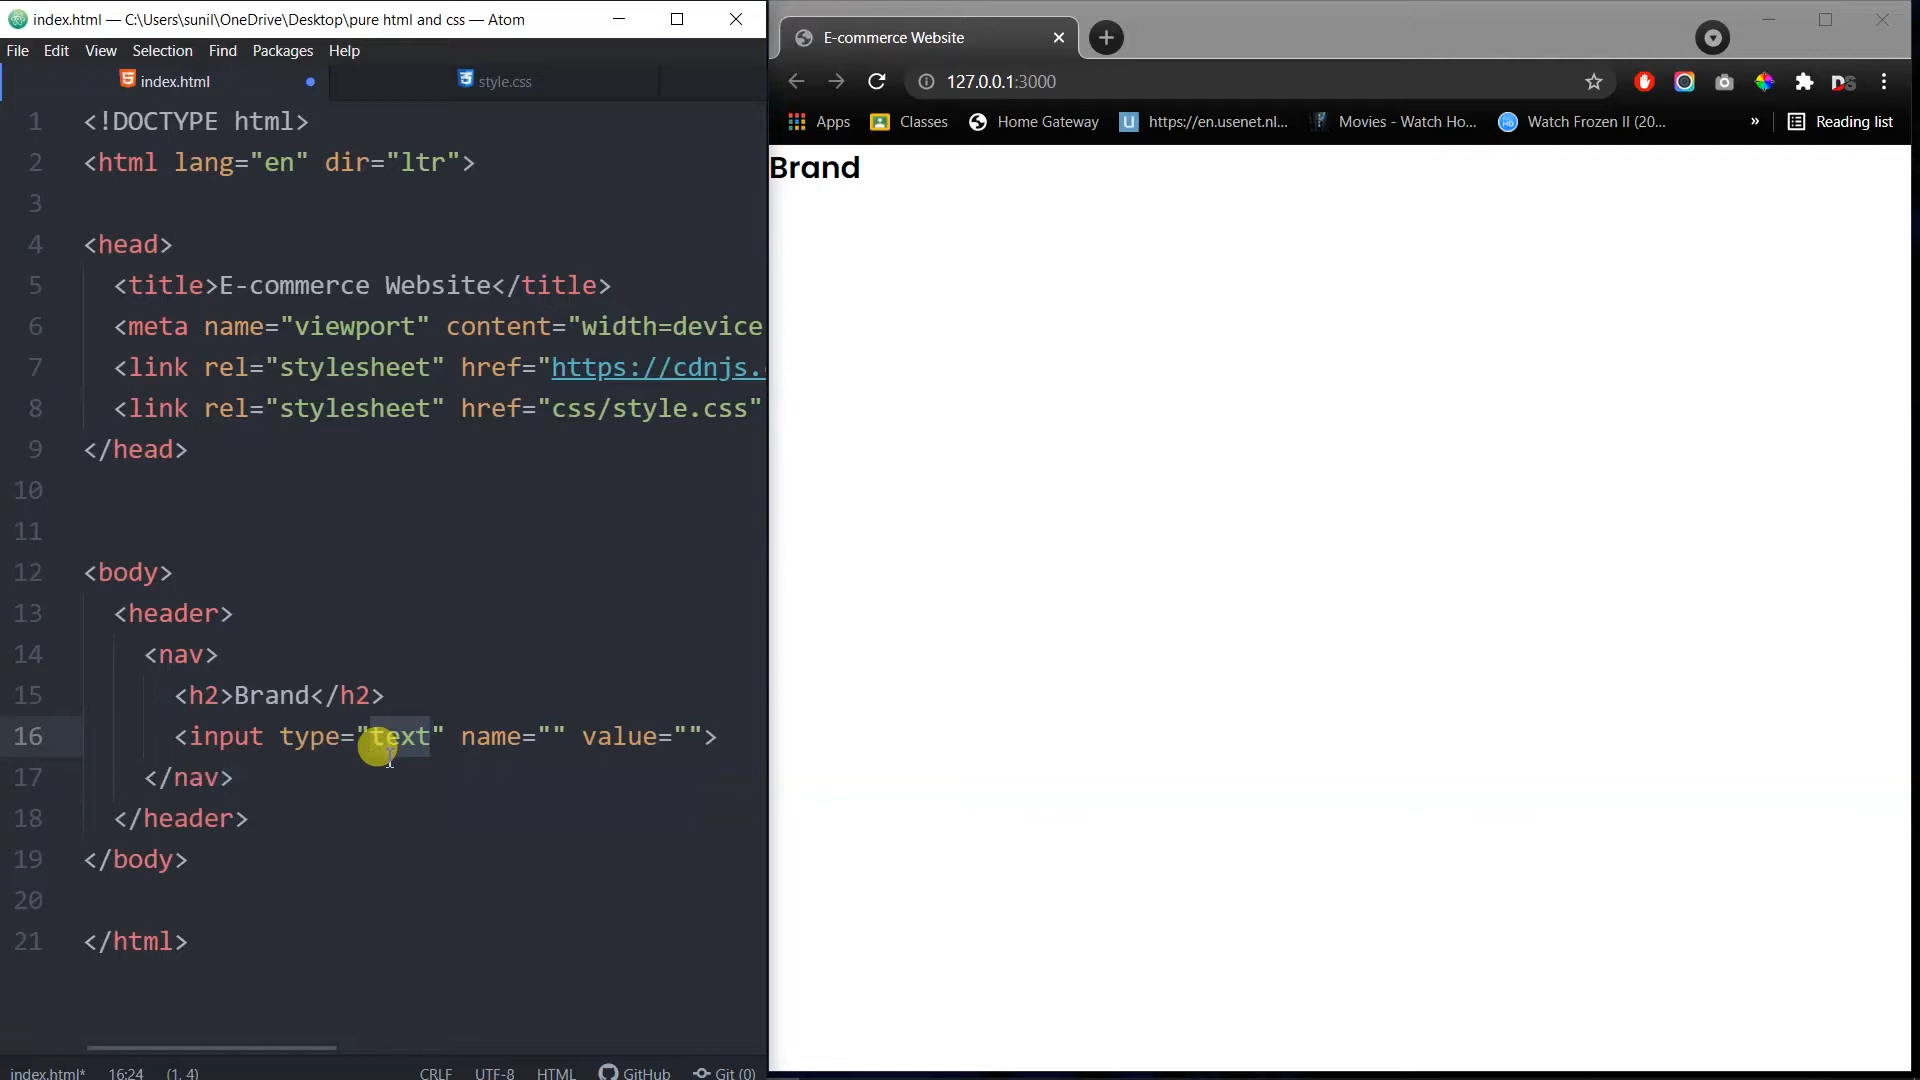 index.html — C:\Users\sunil\OneDrive\Desktop\pure html and css — Atom
File Edit View Selection Find Packages Help
index.html style.css
1 <!DOCTYPE html>
2 <html lang="en" dir="ltr">
3
4 <head>
5 <title>E-commerce Website</title>
6 <meta name="viewport" content="width=device
7 <link rel="stylesheet" href="https://cdnjs.
8 <link rel="stylesheet" href="css/style.css"
9 </head>
10
11
12 <body>
13 <header>
14 <nav>
15 <h2>Brand</h2>
16 <input type="text" name="" value="">
17 </nav>
18 </header>
19 </body>
20
21 </html>
index.html* 16:24 (1, 4) CRLF UTF-8 HTML GitHub Git (0)
E-commerce Website
127.0.0.1:3000
Apps Classes Home Gateway https://en.usenet.nl... Movies - Watch Ho... Watch Frozen II (20... » Reading list
Brand